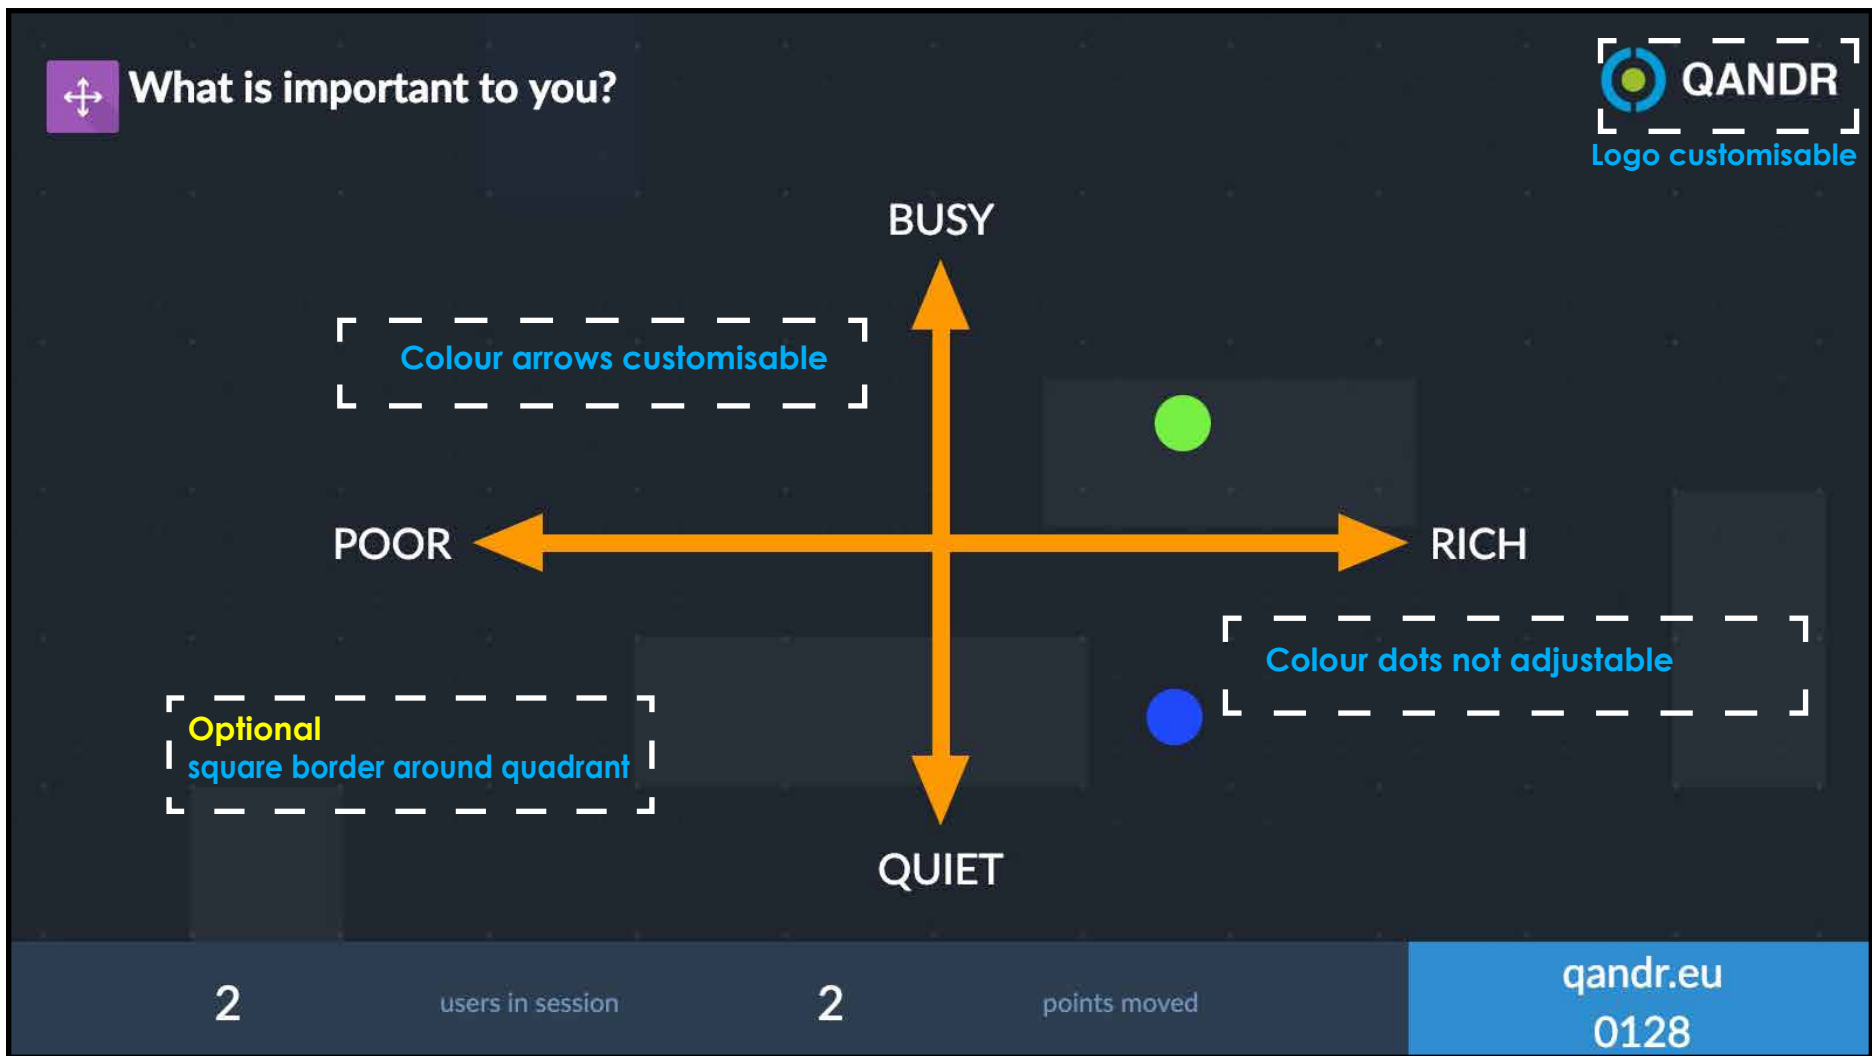 What is important to you?
QANDR
Logo customisable
BUSY
Colour arrows customisable
POOR
RICH
Colour dots not adjustable
Optional
square border around quadrant
QUIET
2 users in session 2 points moved
qandr.eu
0128